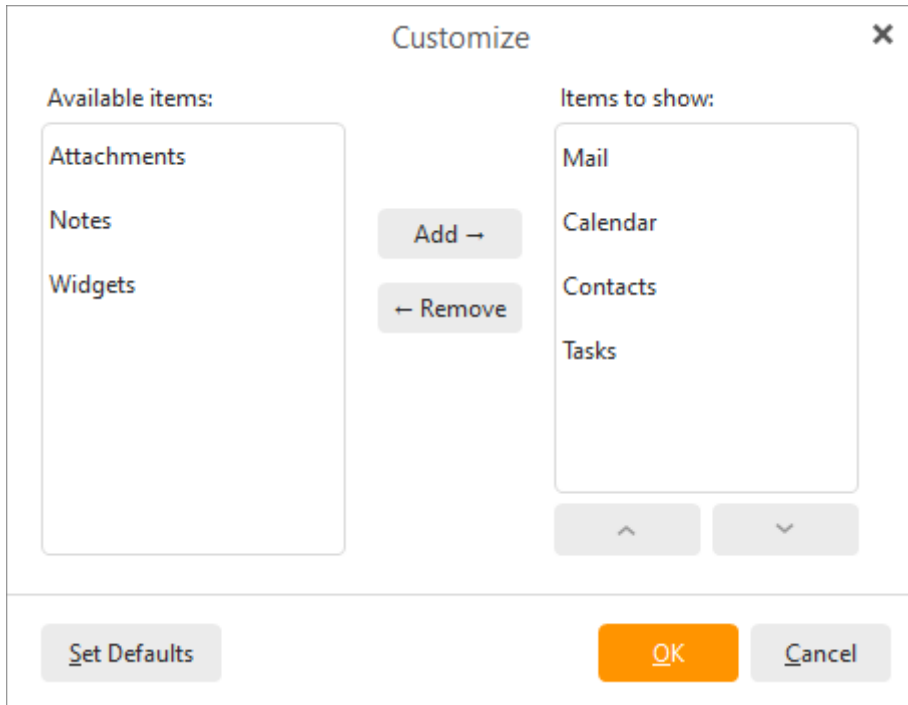 Customize
Available items:
Attachments
Notes
Widgets
Add →
← Remove
Items to show:
Mail
Calendar
Contacts
Tasks
Set Defaults
OK
Cancel